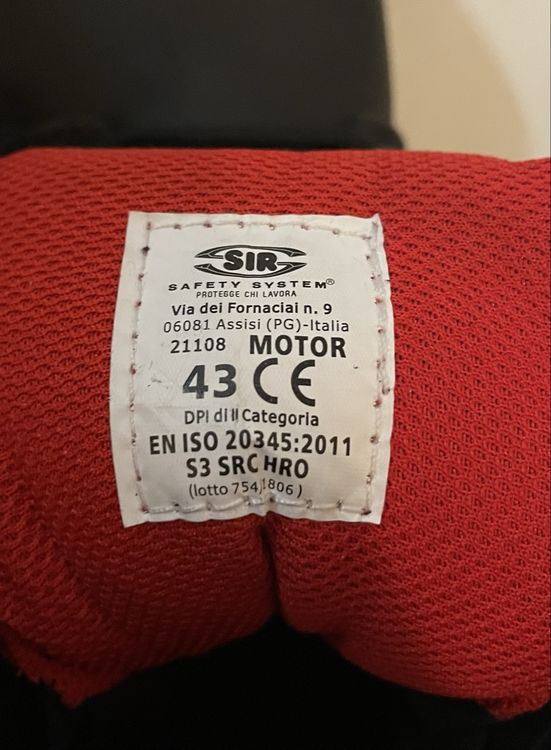 SIR
SAFETY SYSTEM®
PROTEGGE CHI LAVORA
Via dei Fornaciai n. 9
06081 Assisi (PG)-Italia
21108 MOTOR
43 CE
DPI di II Categoria
EN ISO 20345:2011
S3 SRC HRO
(lotto 754/1806)